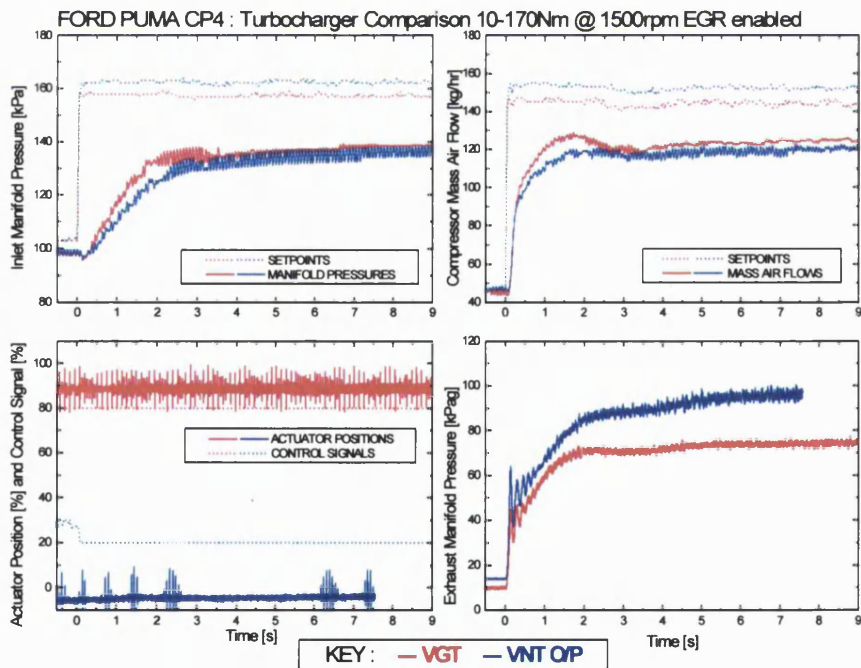 FORD PUMA CP4 : Turbocharger Comparison 10-170Nm @ 1500rpm EGR enabled
Inlet Manifold Pressure [kPa]
180
160
140
120
100
80
SETPOINTS
MANIFOLD PRESSURES
0 1 2 3 4 5 6 7 8 9
Compressor Mass Air Flow [kg/hr]
180
160
140
120
100
80
60
40
SETPOINTS
MASS AIR FLOWS
0 1 2 3 4 5 6 7 8 9
Actuator Position [%] and Control Signal [%]
100
80
60
40
20
0
ACTUATOR POSITIONS
CONTROL SIGNALS
0 1 2 3 4 5 6 7 8 9
Time [s]
Exhaust Manifold Pressure [kPag]
120
100
80
60
40
20
0
0 1 2 3 4 5 6 7 8 9
Time [s]
KEY : VGT VNT O/P